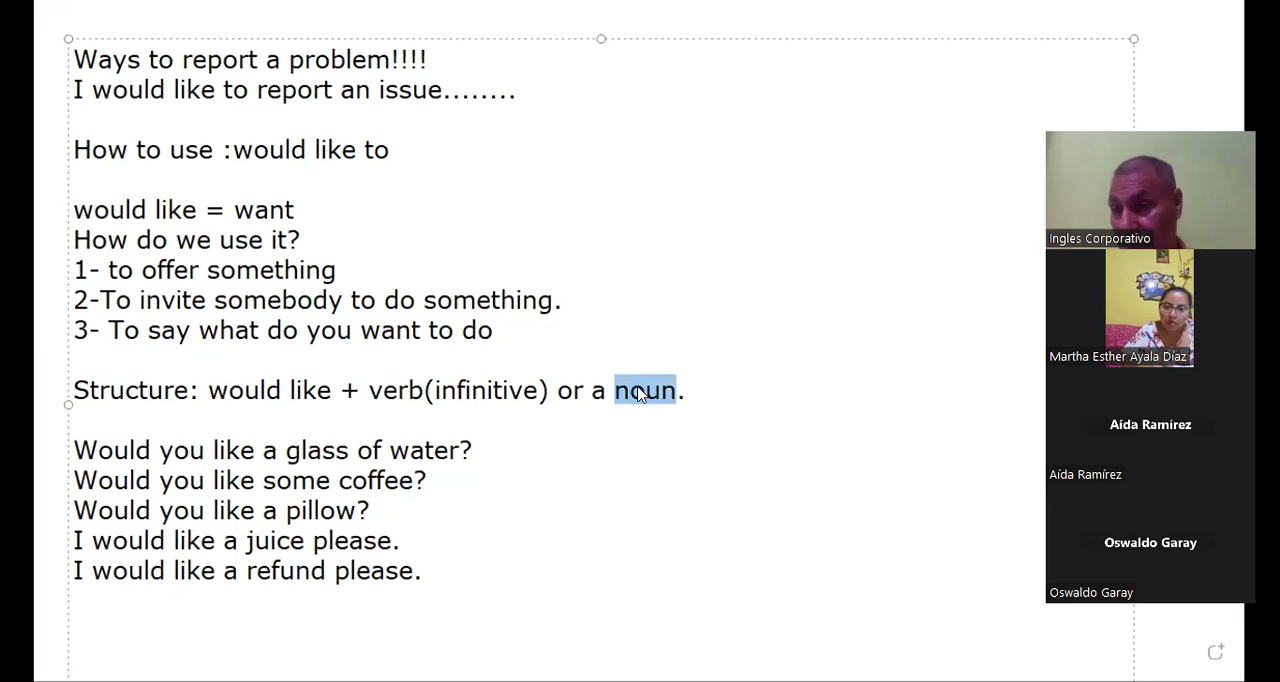 Ways to report a problem!!!!
I would like to report an issue........
How to use :would like to
would like = want
How do we use it?
1- to offer something
2-To invite somebody to do something.
3- To say what do you want to do
Structure: would like + verb(infinitive) or a noun.
Would you like a glass of water?
Would you like some coffee?
Would you like a pillow?
I would like a juice please.
I would like a refund please.
Ingles Corporativo
Martha Esther Ayala Díaz
Aída Ramírez
Aída Ramírez
Oswaldo Garay
Oswaldo Garay